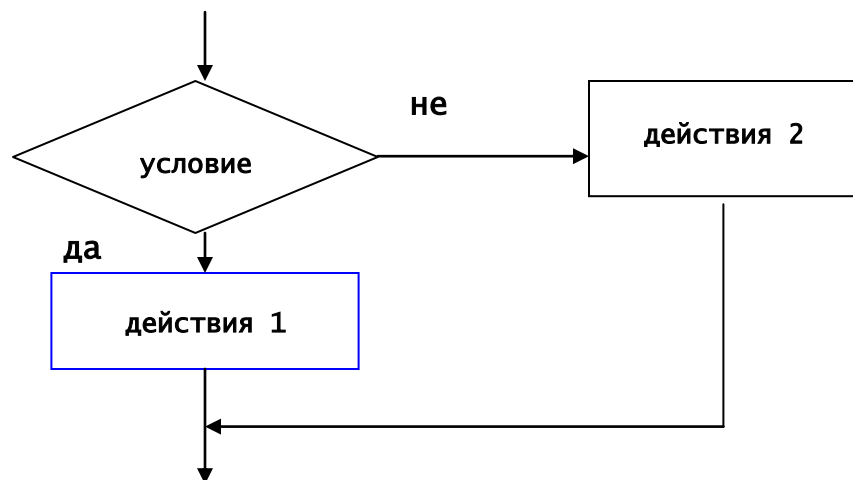 не
действия 2
условие
да
действия 1